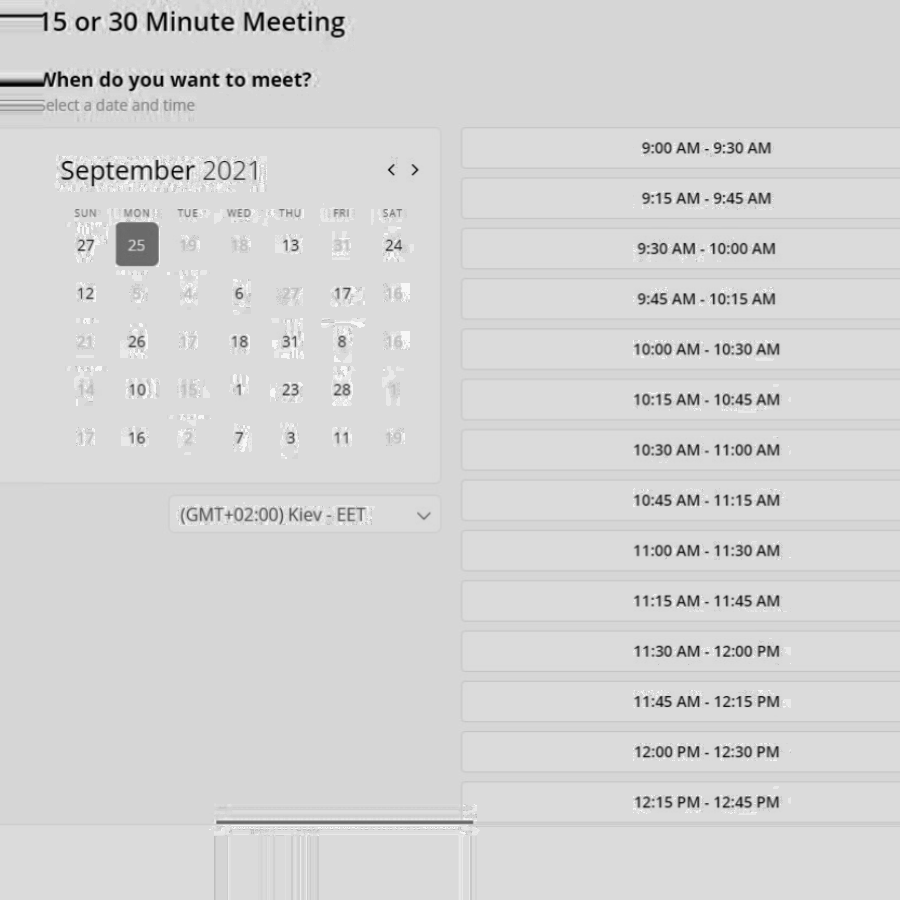 15 or 30 Minute Meeting
When do you want to meet?
Select a date and time
September 2021
SUN MON TUE WED THU FRI SAT
27 25 19 18 13 31 24
12 5 4 6 27 17 16
21 26 17 18 31 8 16
14 10 15 1 23 28 1
17 16 2 7 3 11 19
(GMT+02:00) Kiev - EET
9:00 AM - 9:30 AM
9:15 AM - 9:45 AM
9:30 AM - 10:00 AM
9:45 AM - 10:15 AM
10:00 AM - 10:30 AM
10:15 AM - 10:45 AM
10:30 AM - 11:00 AM
10:45 AM - 11:15 AM
11:00 AM - 11:30 AM
11:15 AM - 11:45 AM
11:30 AM - 12:00 PM
11:45 AM - 12:15 PM
12:00 PM - 12:30 PM
12:15 PM - 12:45 PM